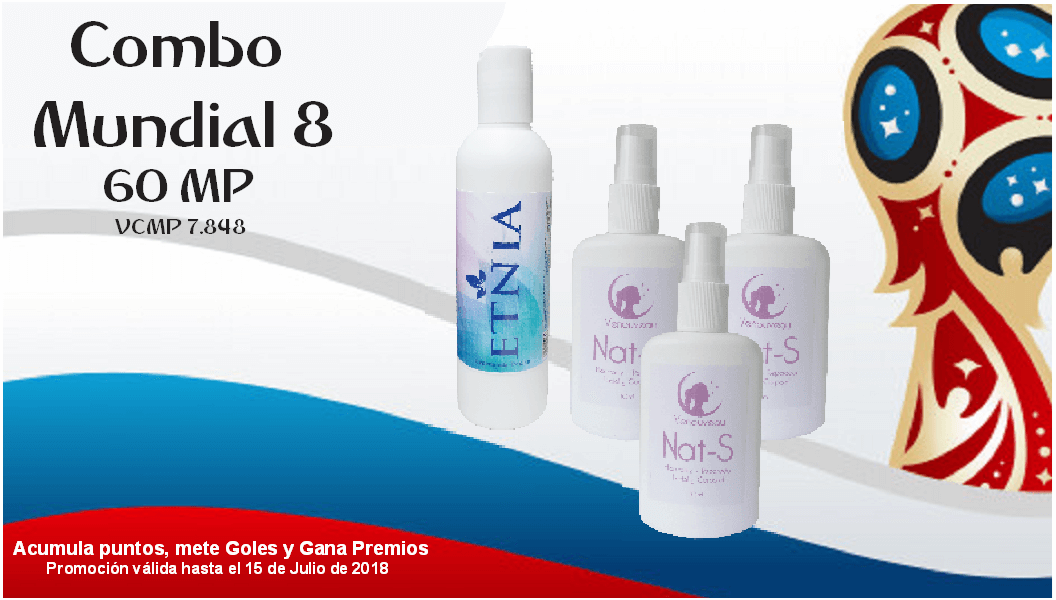 Combo
Mundial 8
60 MP
VCMP 7.848
ETNIA
Nat-S
Nat-S
Acumula puntos, mete Goles y Gana Premios
Promoción válida hasta el 15 de Julio de 2018